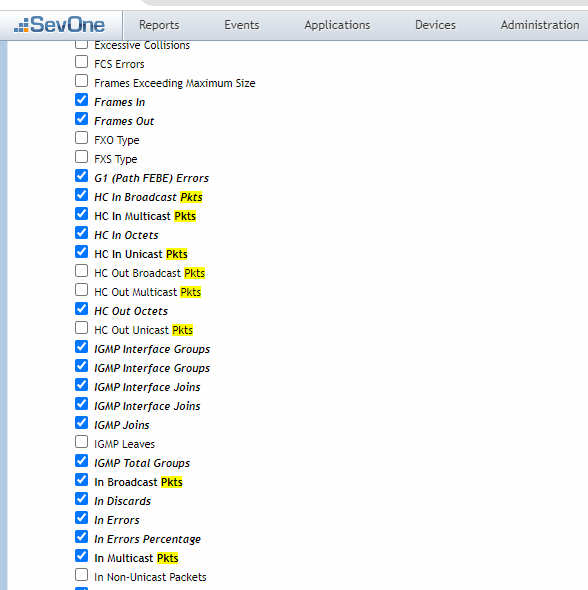 SevOne Reports Events Applications Devices Administration
Excessive Collisions
FCS Errors
Frames Exceeding Maximum Size
Frames In
Frames Out
FXO Type
FXS Type
G1 (Path FEBE) Errors
HC In Broadcast Pkts
HC In Multicast Pkts
HC In Octets
HC In Unicast Pkts
HC Out Broadcast Pkts
HC Out Multicast Pkts
HC Out Octets
HC Out Unicast Pkts
IGMP Interface Groups
IGMP Interface Groups
IGMP Interface Joins
IGMP Interface Joins
IGMP Joins
IGMP Leaves
IGMP Total Groups
In Broadcast Pkts
In Discards
In Errors
In Errors Percentage
In Multicast Pkts
In Non-Unicast Packets